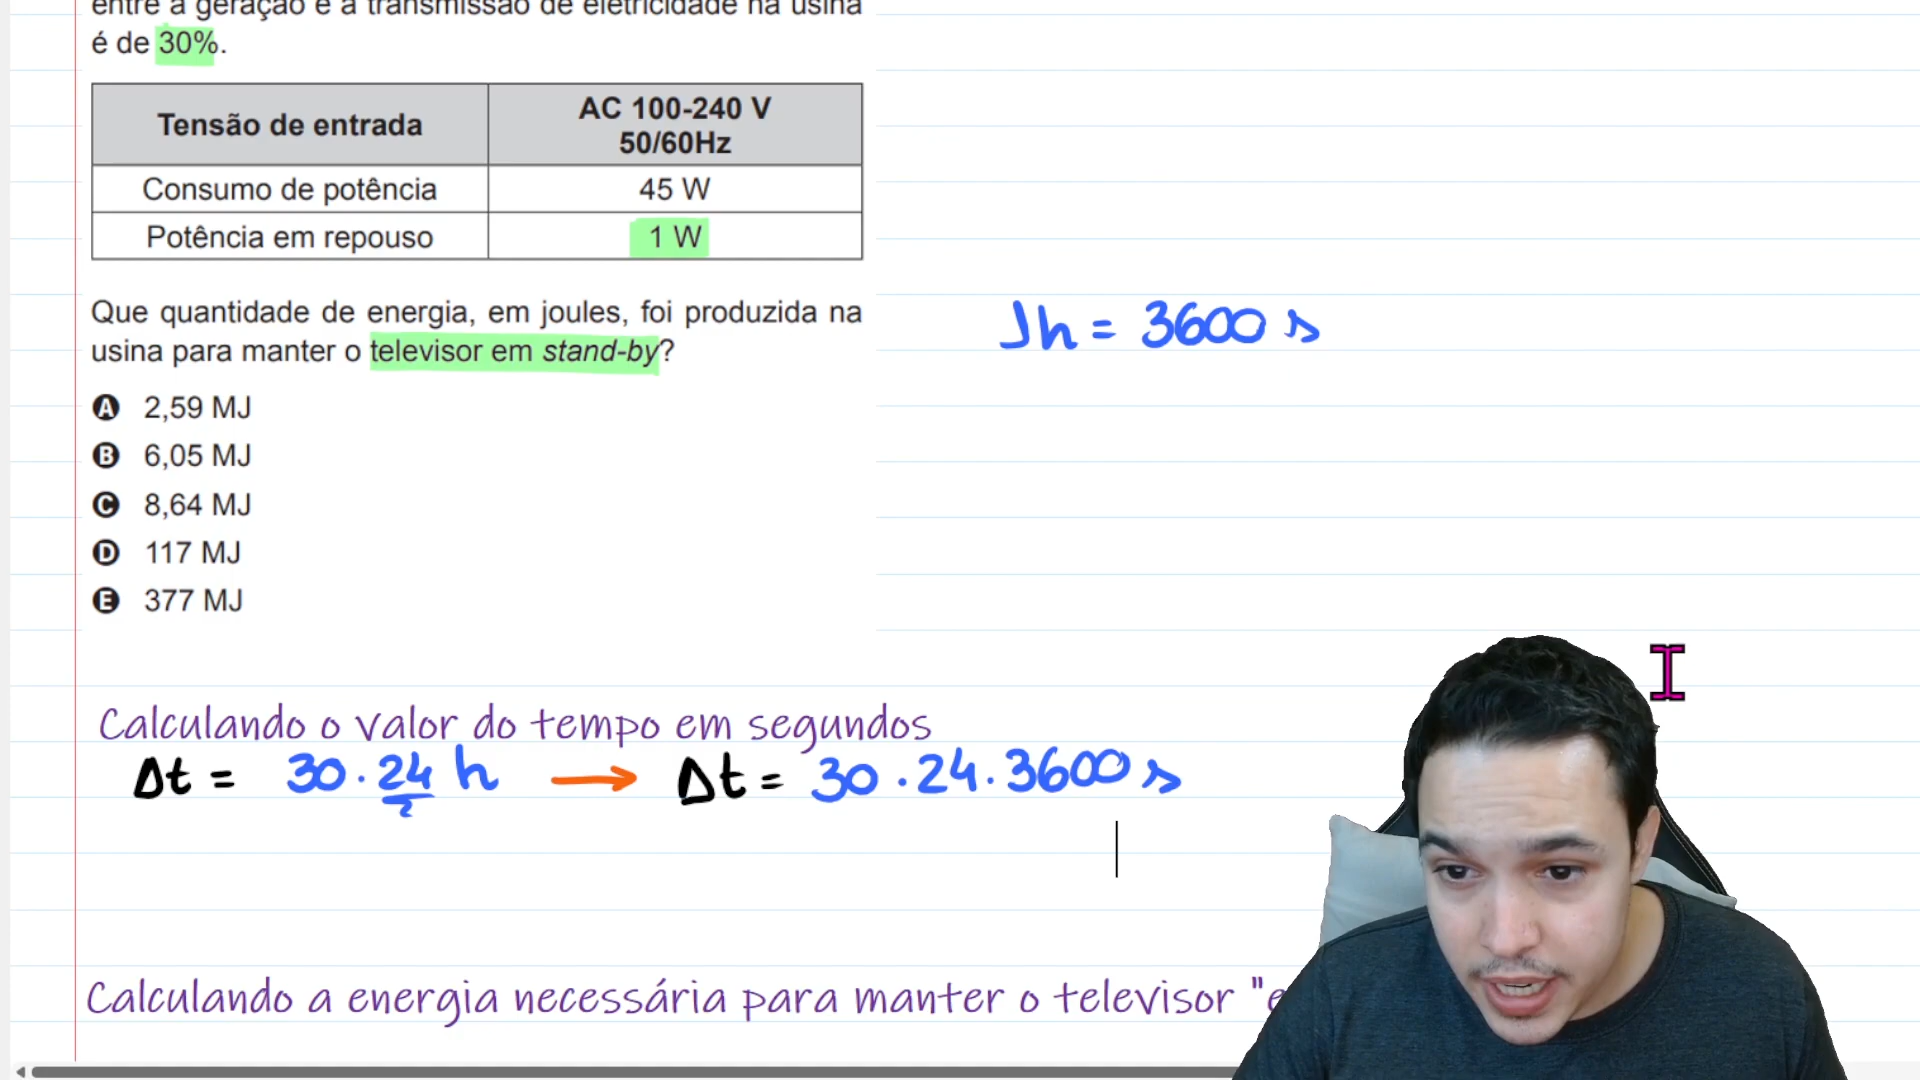 entre a geração e a transmissão de eletricidade na usina
é de 30%.
Tensão de entrada
AC 100-240 V
50/60Hz
Consumo de potência
45 W
Potência em repouso
1 W
Que quantidade de energia, em joules, foi produzida na
usina para manter o televisor em stand-by?
A 2,59 MJ
B 6,05 MJ
C 8,64 MJ
D 117 MJ
E 377 MJ
1h = 3600 s
Calculando o valor do tempo em segundos
Δt = 30 · 24 h → Δt = 30 · 24 · 3600 s
Calculando a energia necessária para manter o televisor "e